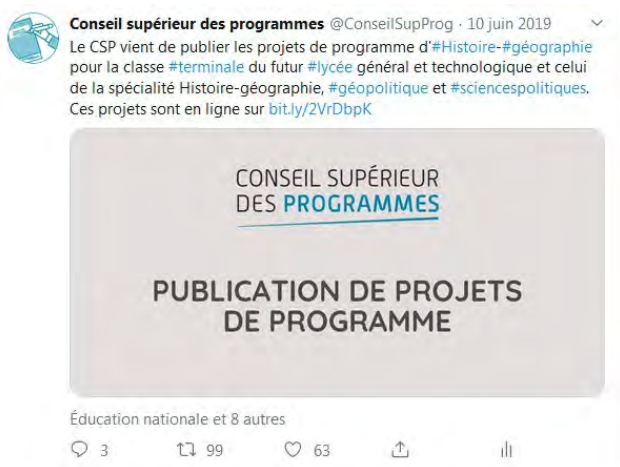 Conseil supérieur des programmes @ConseilSupProg · 10 juin 2019
Le CSP vient de publier les projets de programme d'#Histoire-#géographie
pour la classe #terminale du futur #lycée général et technologique et celui
de la spécialité Histoire-géographie, #géopolitique et #sciencespolitiques.
Ces projets sont en ligne sur bit.ly/2VrDbpK
CONSEIL SUPÉRIEUR
DES PROGRAMMES
PUBLICATION DE PROJETS
DE PROGRAMME
Éducation nationale et 8 autres
3 99 63